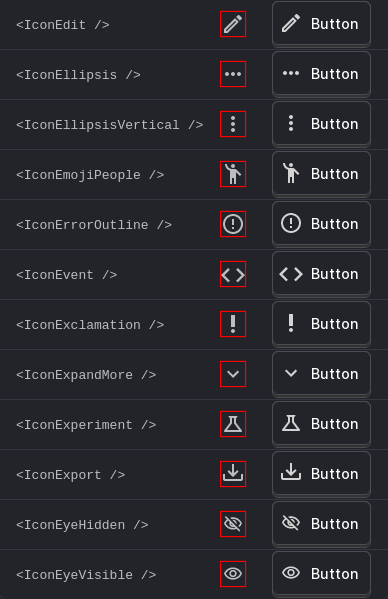 <IconEdit /> Button
<IconEllipsis /> Button
<IconEllipsisVertical /> Button
<IconEmojiPeople /> Button
<IconErrorOutline /> Button
<IconEvent /> Button
<IconExclamation /> Button
<IconExpandMore /> Button
<IconExperiment /> Button
<IconExport /> Button
<IconEyeHidden /> Button
<IconEyeVisible /> Button